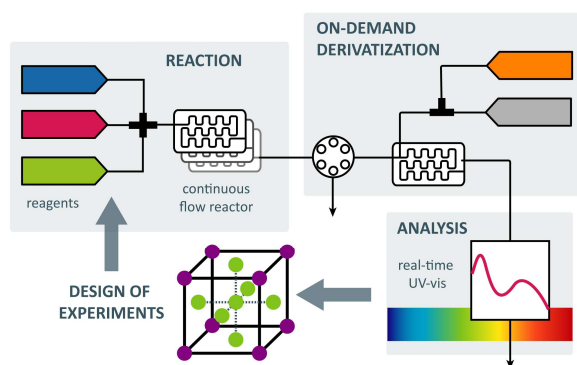 REACTION
reagents
continuous
flow reactor
ON-DEMAND
DERIVATIZATION
ANALYSIS
real-time
UV-vis
DESIGN OF
EXPERIMENTS